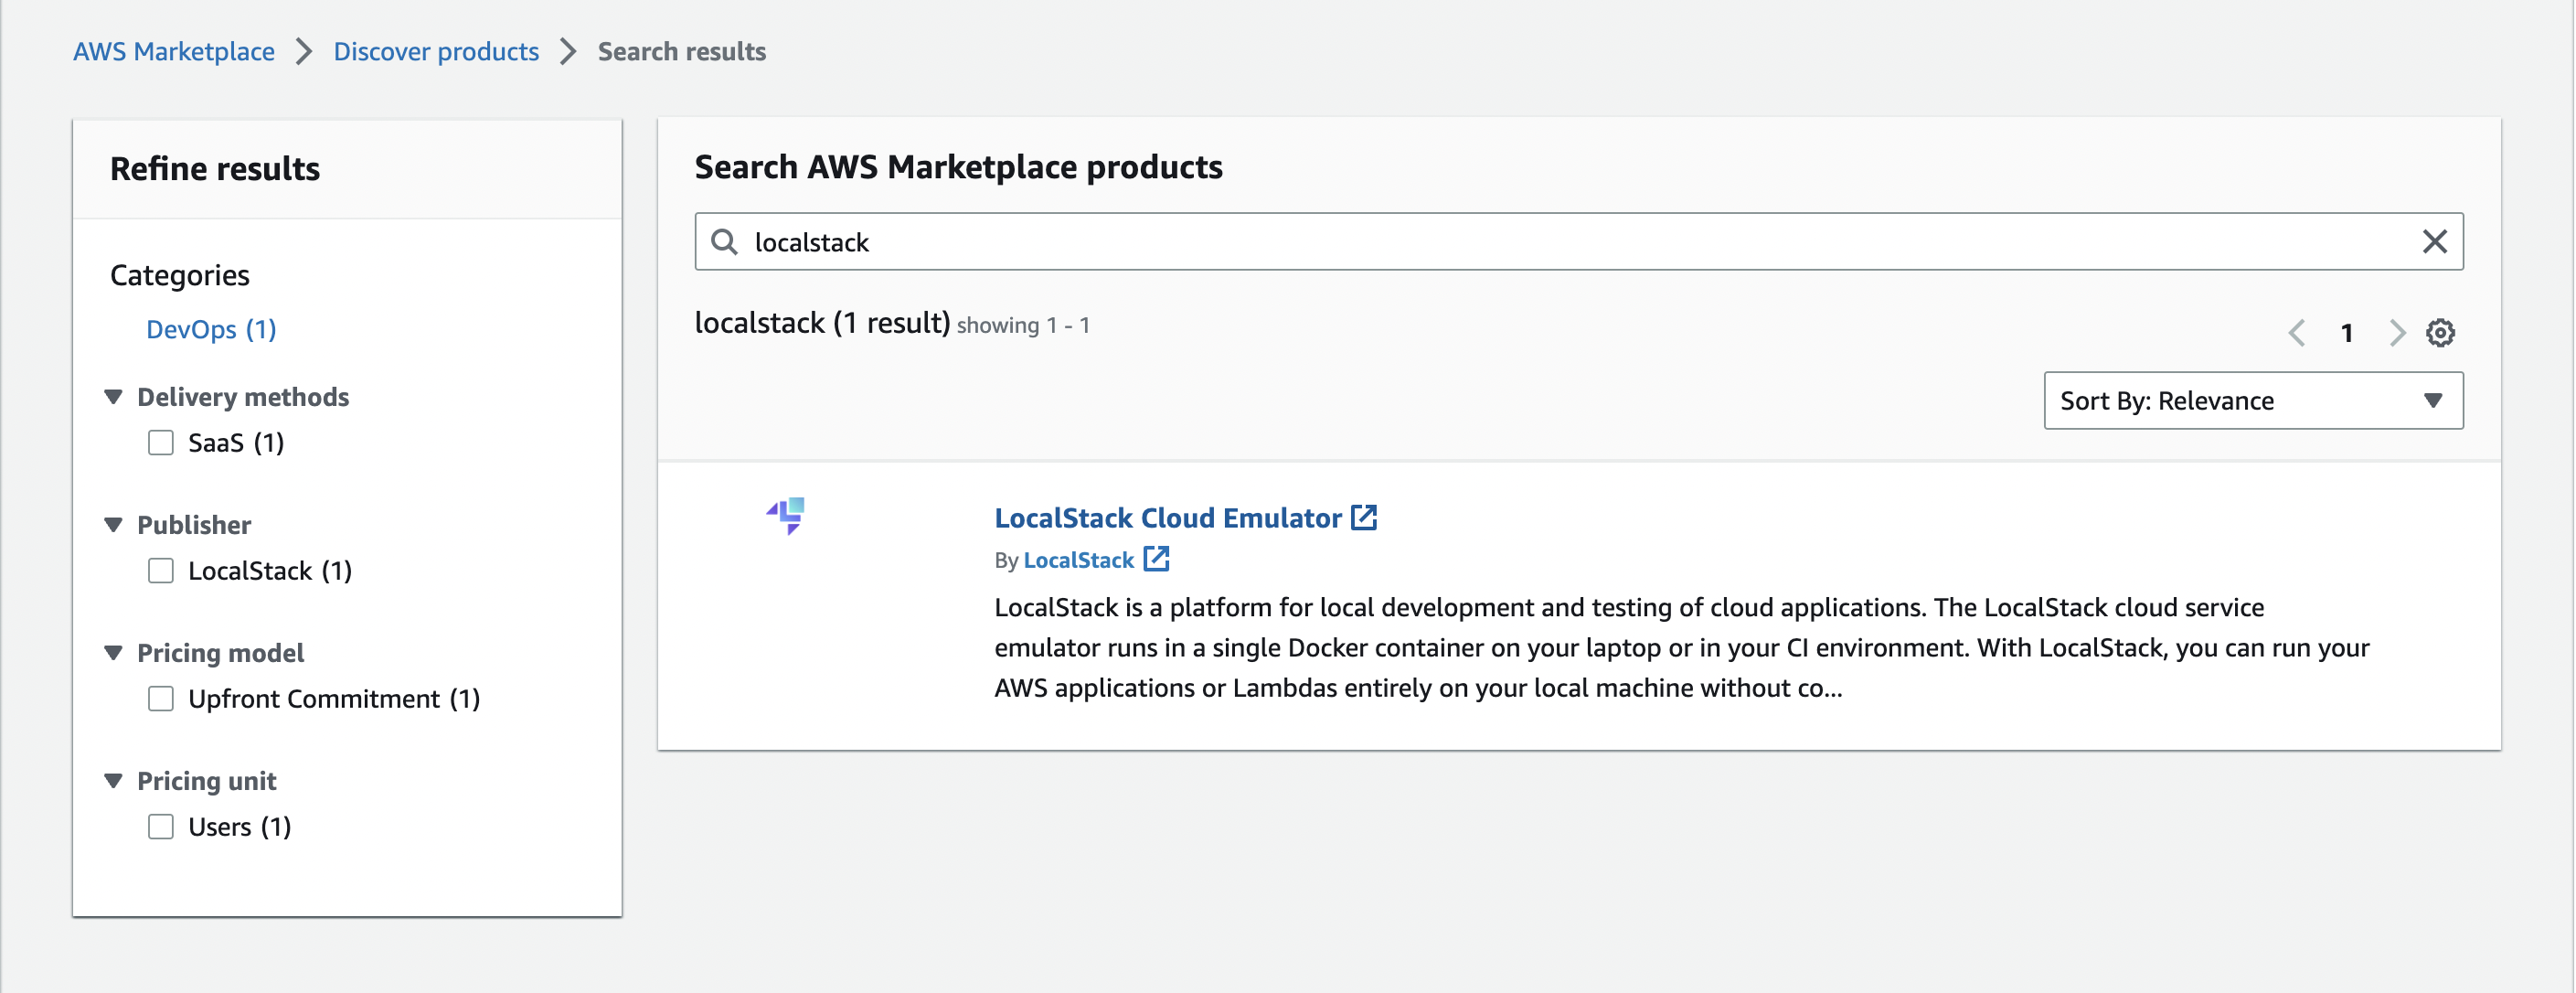 AWS Marketplace > Discover products > Search results
Refine results
Categories
DevOps (1)
Delivery methods
SaaS (1)
Publisher
LocalStack (1)
Pricing model
Upfront Commitment (1)
Pricing unit
Users (1)
Search AWS Marketplace products
localstack
localstack (1 result) showing 1 - 1
1
Sort By: Relevance
LocalStack Cloud Emulator
By LocalStack
LocalStack is a platform for local development and testing of cloud applications. The LocalStack cloud service
emulator runs in a single Docker container on your laptop or in your CI environment. With LocalStack, you can run your
AWS applications or Lambdas entirely on your local machine without co...